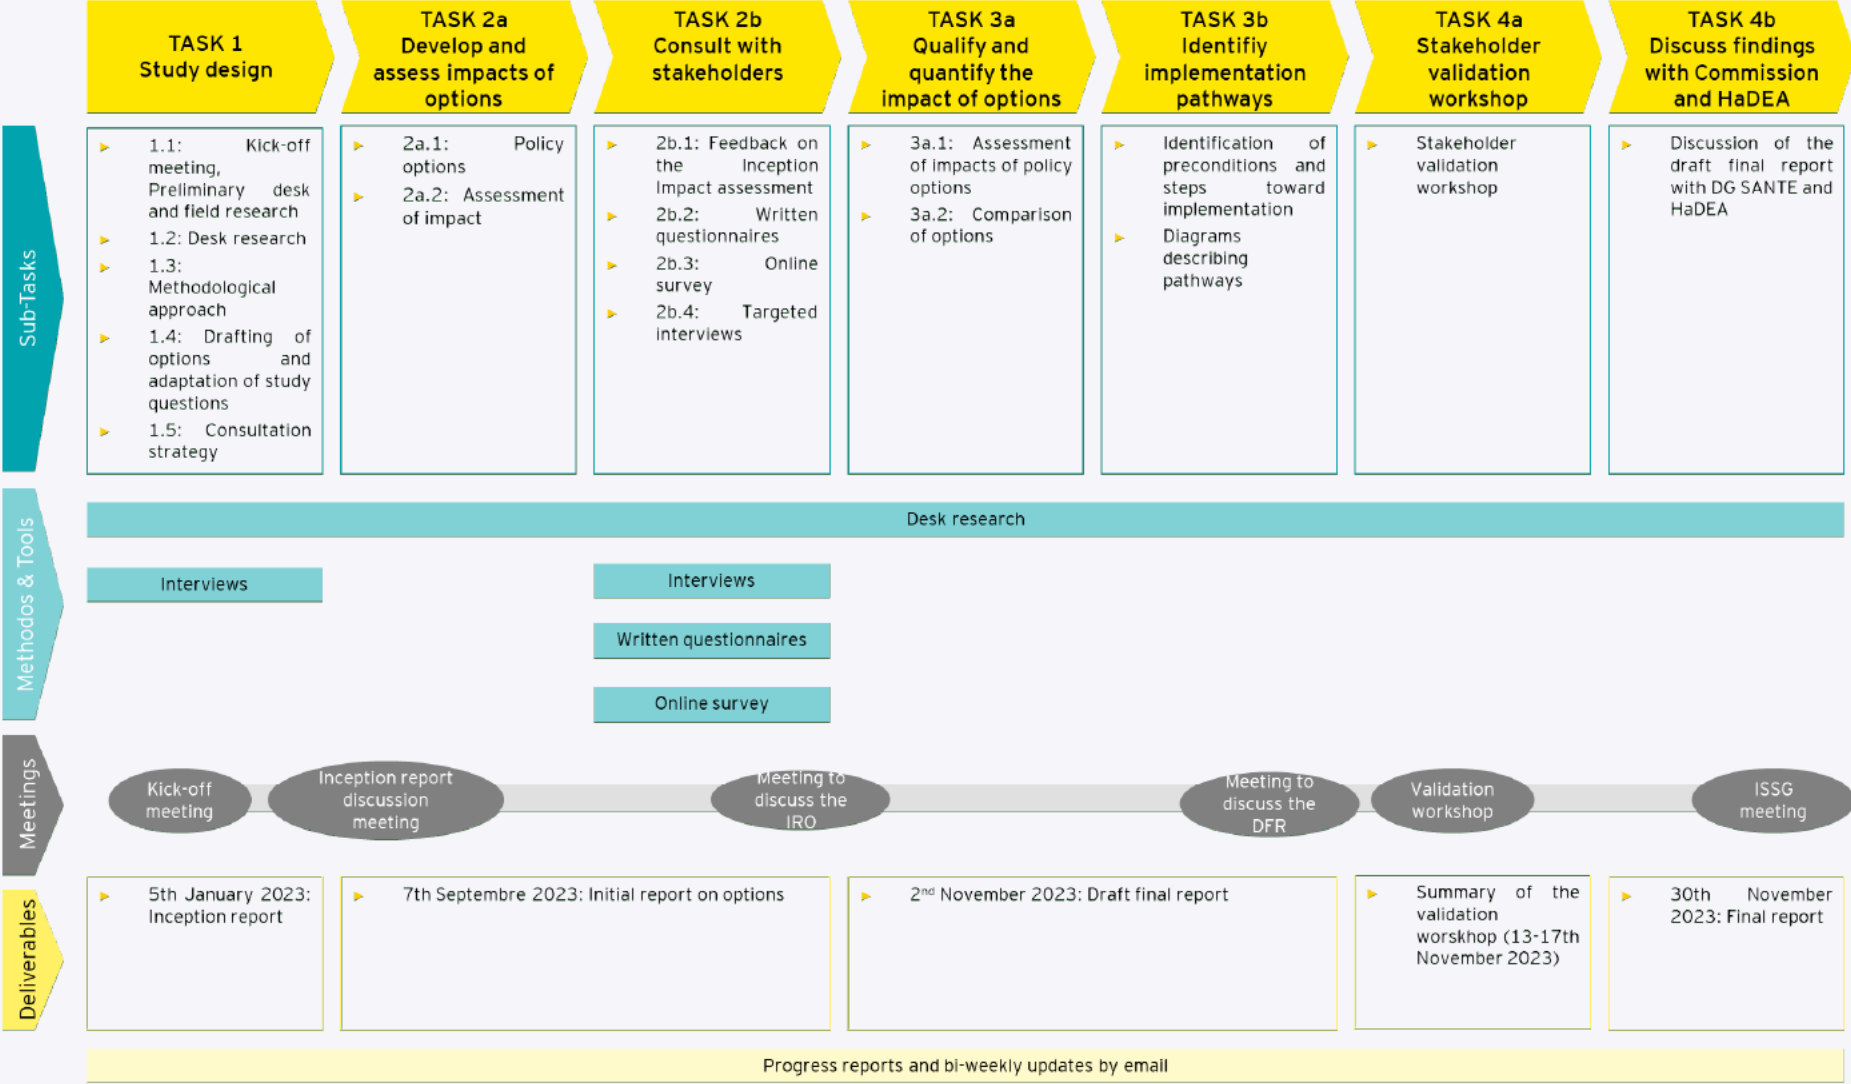 TASK 1
Study design
TASK 2a
Develop and
assess impacts of
options
TASK 2b
Consult with
stakeholders
TASK 3a
Qualify and
quantify the
impact of options
TASK 3b
Identifiy
implementation
pathways
TASK 4a
Stakeholder
validation
workshop
TASK 4b
Discuss findings
with Commission
and HaDEA
Sub-Tasks
1.1: Kick-off
meeting,
Preliminary desk
and field research
1.2: Desk research
1.3:
Methodological
approach
1.4: Drafting of
options and
adaptation of study
questions
1.5: Consultation
strategy
2a.1: Policy
options
2a.2: Assessment
of impact
2b.1: Feedback on
the Inception
Impact assessment
2b.2: Written
questionnaires
2b.3: Online
survey
2b.4: Targeted
interviews
3a.1: Assessment
of impacts of policy
options
3a.2: Comparison
of options
Identification of
preconditions and
steps toward
implementation
Diagrams
describing
pathways
Stakeholder
validation
workshop
Discussion of the
draft final report
with DG SANTE and
HaDEA
Methodos & Tools
Desk research
Interviews
Interviews
Written questionnaires
Online survey
Meetings
Kick-off
meeting
Inception report
discussion
meeting
Meeting to
discuss the
IRO
Meeting to
discuss the
DFR
Validation
workshop
ISSG
meeting
Deliverables
5th January 2023:
Inception report
7th Septembre 2023: Initial report on options
2nd November 2023: Draft final report
Summary of the
validation
worskhop (13-17th
November 2023)
30th November
2023: Final report
Progress reports and bi-weekly updates by email